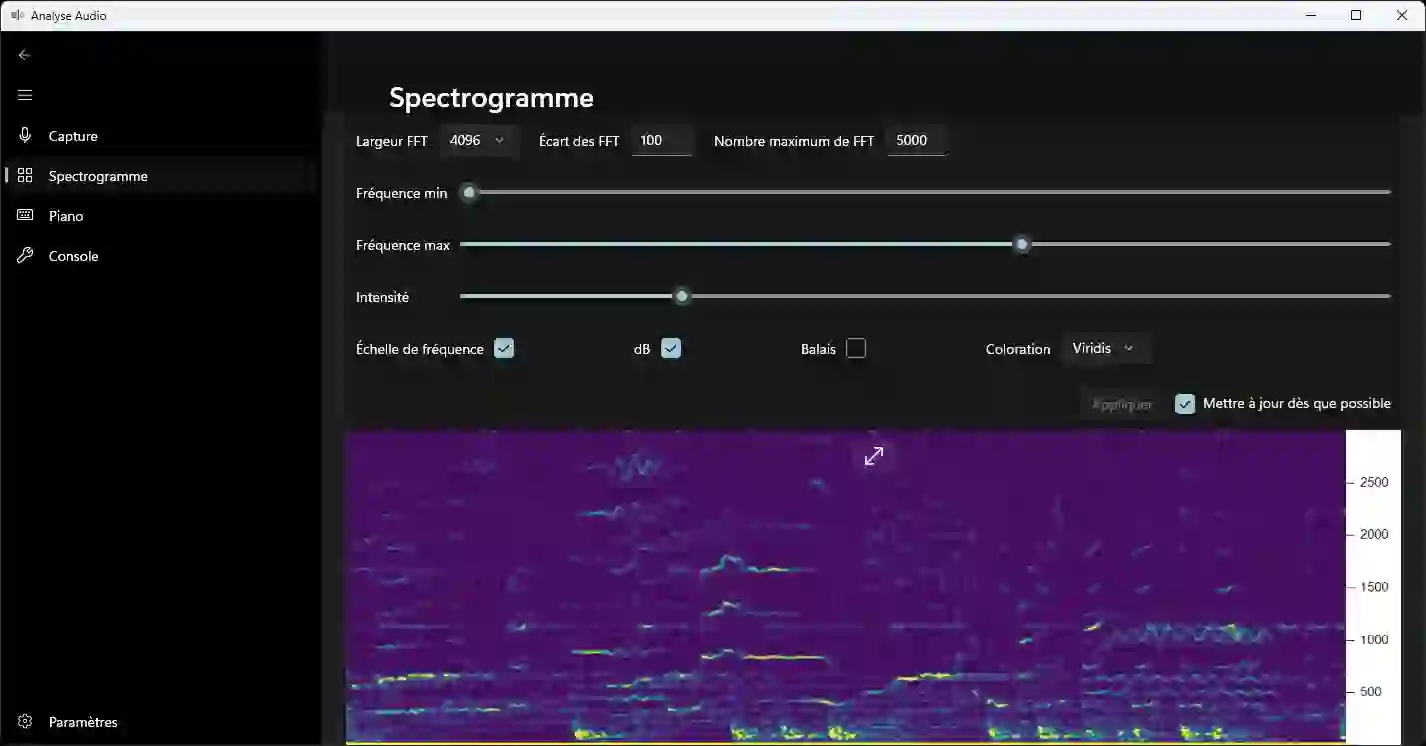 Analyse Audio
Capture
Spectrogramme
Piano
Console
Paramètres
Spectrogramme
Largeur FFT 4096 Écart des FFT 100 Nombre maximum de FFT 5000
Fréquence min
Fréquence max
Intensité
Échelle de fréquence dB Balais Coloration Viridis
Appliquer Mettre à jour dès que possible
2500
2000
1500
1000
500